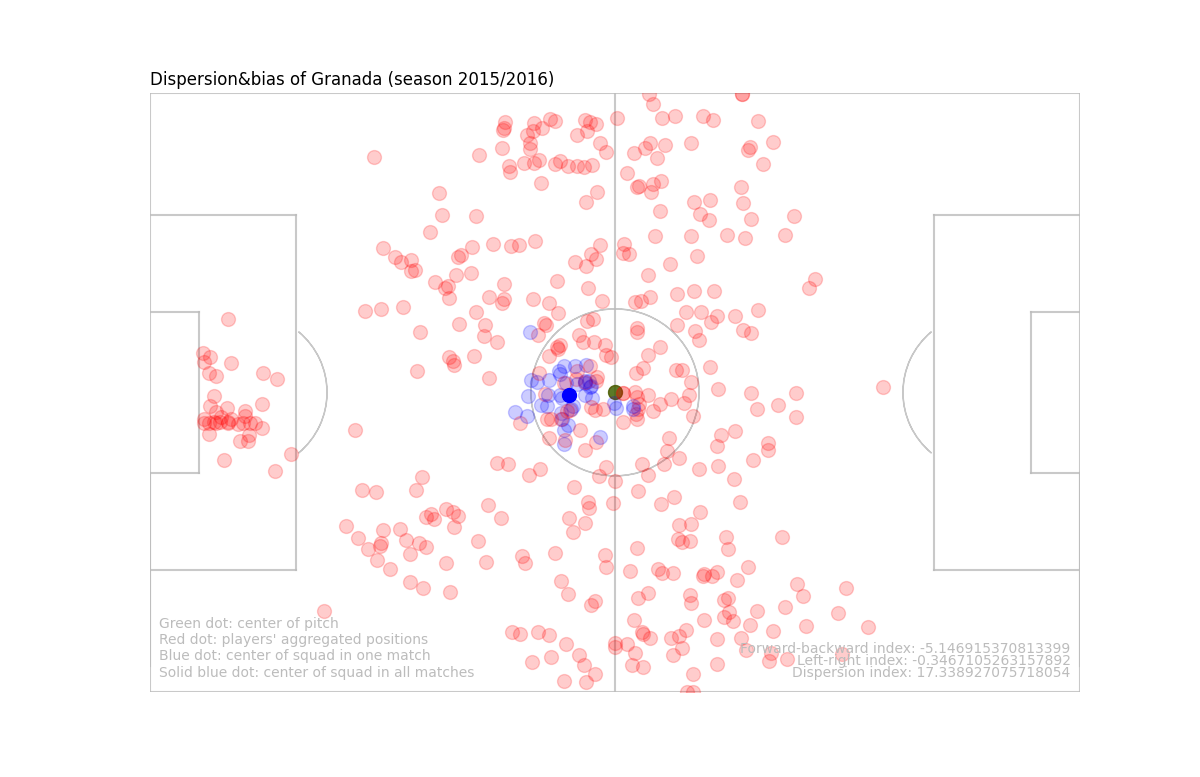 Dispersion&bias of Granada (season 2015/2016)
Green dot: center of pitch
Red dot: players' aggregated positions
Blue dot: center of squad in one match
Solid blue dot: center of squad in all matches
Forward-backward index: -5.146915370813399
Left-right index: -0.3467105263157892
Dispersion index: 17.338927075718054